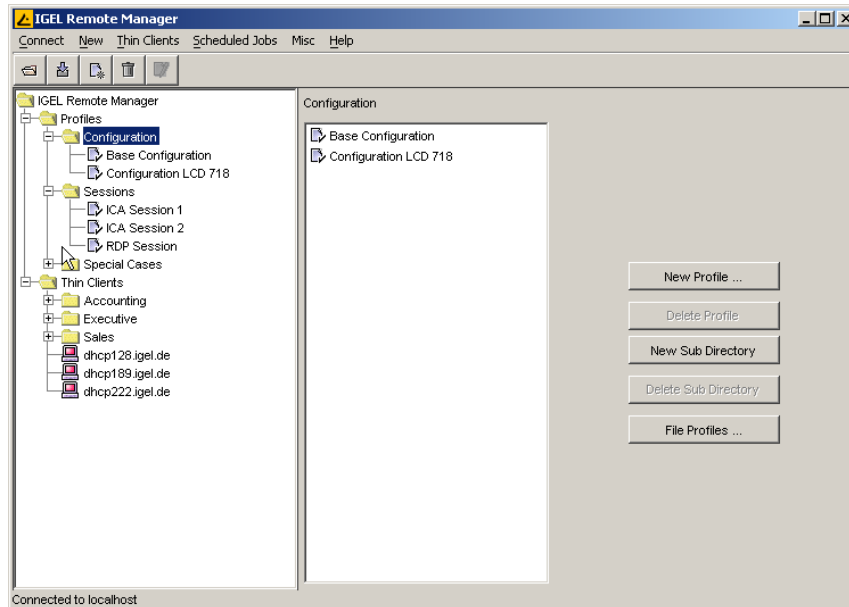 IGEL Remote Manager
Connect New Thin Clients Scheduled Jobs Misc Help
IGEL Remote Manager
Profiles
Configuration
Base Configuration
Configuration LCD 718
Sessions
ICA Session 1
ICA Session 2
RDP Session
Special Cases
Thin Clients
Accounting
Executive
Sales
dhcp128.igel.de
dhcp189.igel.de
dhcp222.igel.de
Configuration
Base Configuration
Configuration LCD 718
New Profile ...
Delete Profile
New Sub Directory
Delete Sub Directory
File Profiles ...
Connected to localhost